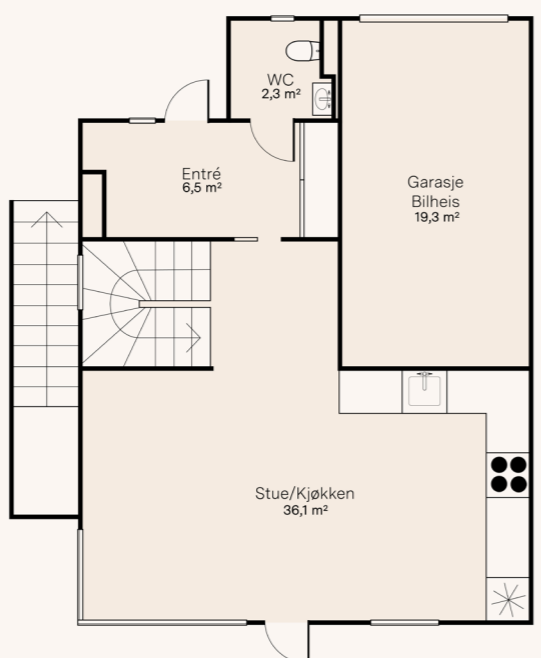 WC
2,3 m²
Entré
6,5 m²
Garasje
Bilheis
19,3 m²
Stue/Kjøkken
36,1 m²